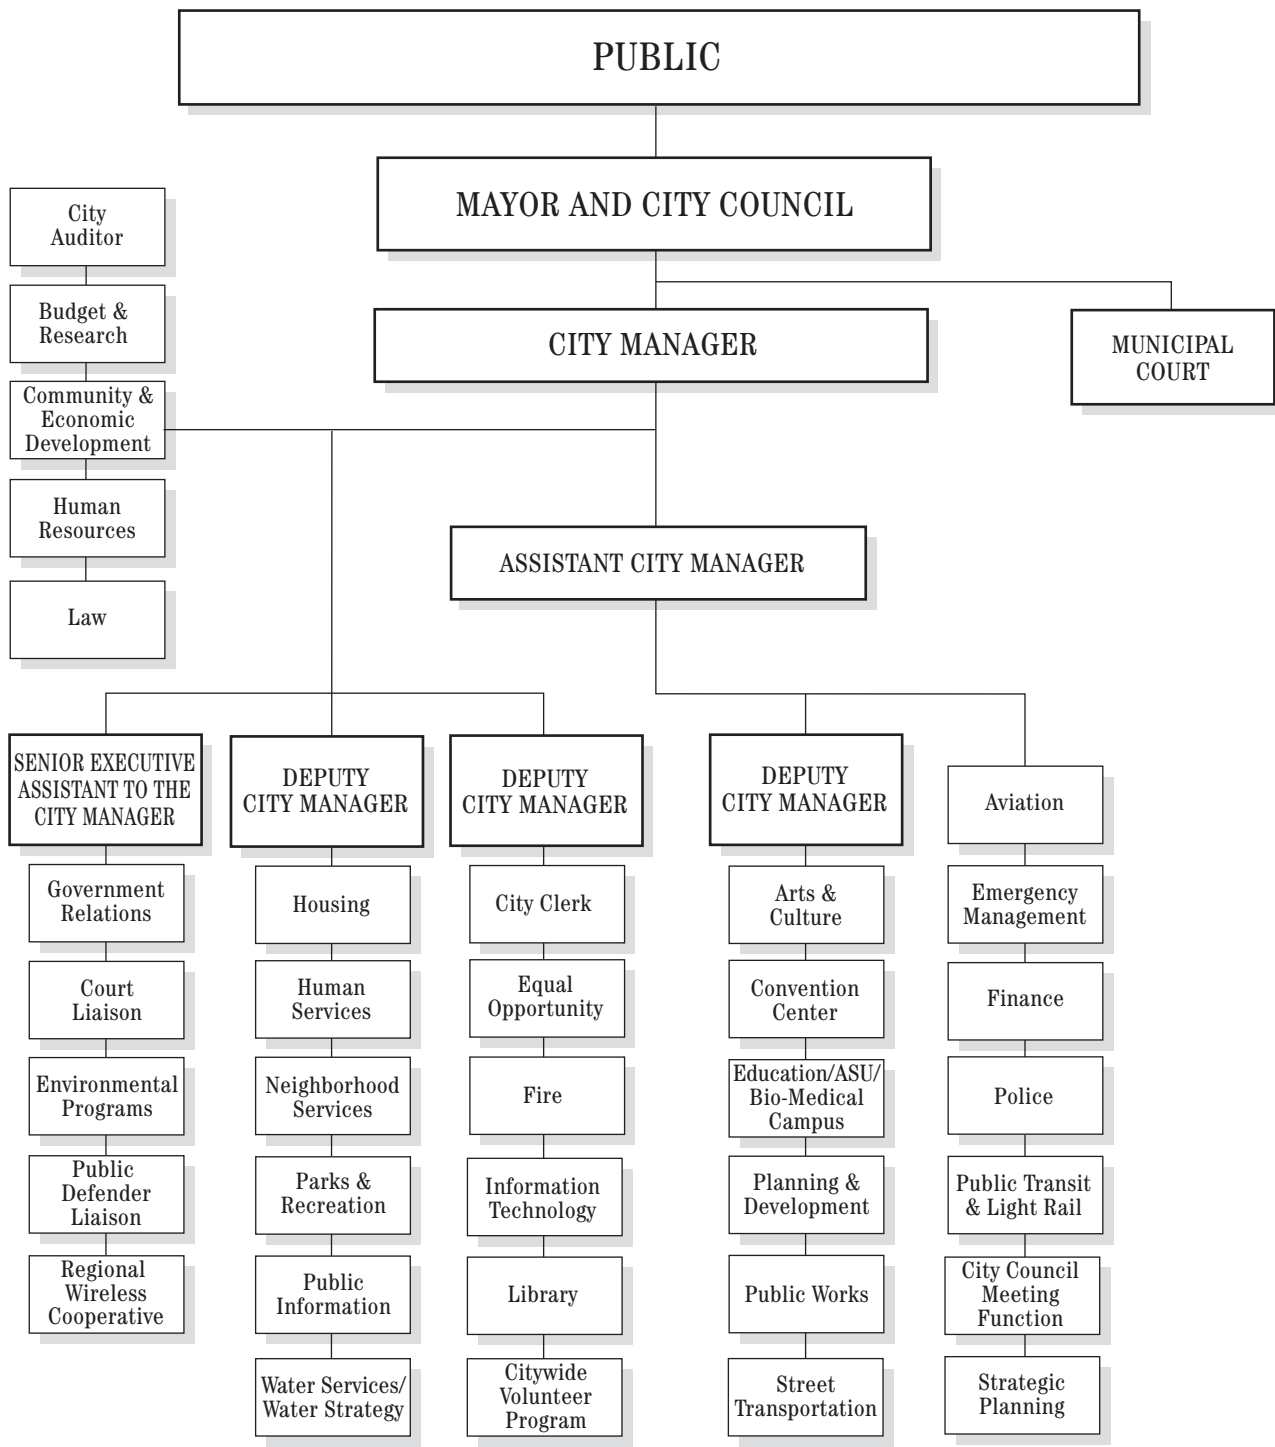 PUBLIC
MAYOR AND CITY COUNCIL
CITY MANAGER
MUNICIPAL
COURT
City
Auditor
Budget &
Research
Community &
Economic
Development
Human
Resources
Law
ASSISTANT CITY MANAGER
SENIOR EXECUTIVE
ASSISTANT TO THE
CITY MANAGER
Government
Relations
Court
Liaison
Environmental
Programs
Public
Defender
Liaison
Regional
Wireless
Cooperative
DEPUTY
CITY MANAGER
Housing
Human
Services
Neighborhood
Services
Parks &
Recreation
Public
Information
Water Services/
Water Strategy
DEPUTY
CITY MANAGER
City Clerk
Equal
Opportunity
Fire
Information
Technology
Library
Citywide
Volunteer
Program
DEPUTY
CITY MANAGER
Arts &
Culture
Convention
Center
Education/ASU/
Bio-Medical
Campus
Planning &
Development
Public Works
Street
Transportation
Aviation
Emergency
Management
Finance
Police
Public Transit
& Light Rail
City Council
Meeting
Function
Strategic
Planning